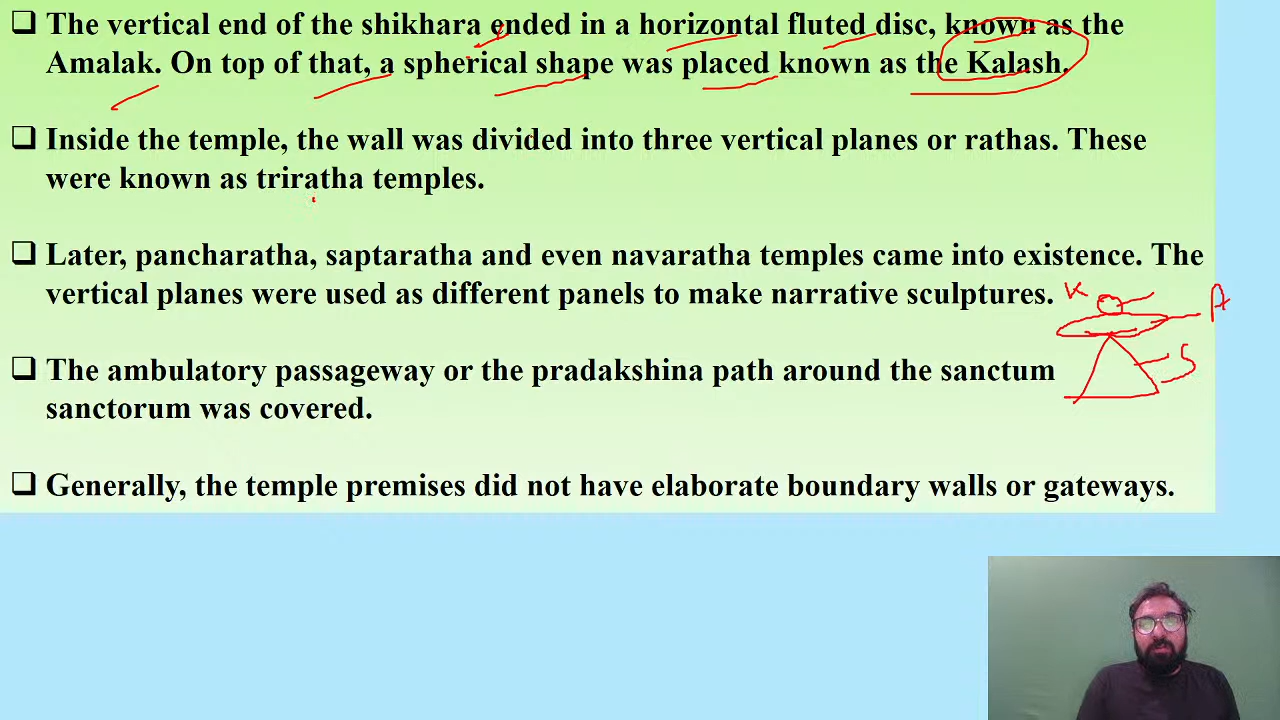 ❑ The vertical end of the shikhara ended in a horizontal fluted disc, known as the
Amalak. On top of that, a spherical shape was placed known as the Kalash.
❑ Inside the temple, the wall was divided into three vertical planes or rathas. These
were known as triratha temples.
❑ Later, pancharatha, saptaratha and even navaratha temples came into existence. The
vertical planes were used as different panels to make narrative sculptures.
K
A
S
❑ The ambulatory passageway or the pradakshina path around the sanctum
sanctorum was covered.
❑ Generally, the temple premises did not have elaborate boundary walls or gateways.